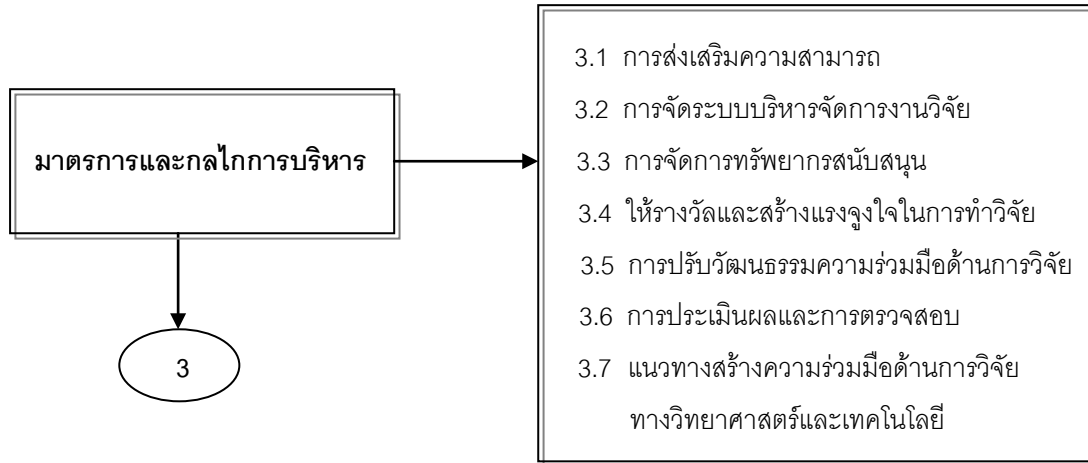 มาตรการและกลไกการบริหาร
3
3.1 การส่งเสริมความสามารถ
3.2 การจัดระบบบริหารจัดการงานวิจัย
3.3 การจัดการทรัพยากรสนับสนุน
3.4 ให้รางวัลและสร้างแรงจูงใจในการทำวิจัย
3.5 การปรับวัฒนธรรมความร่วมมือด้านการวิจัย
3.6 การประเมินผลและการตรวจสอบ
3.7 แนวทางสร้างความร่วมมือด้านการวิจัย
ทางวิทยาศาสตร์และเทคโนโลยี